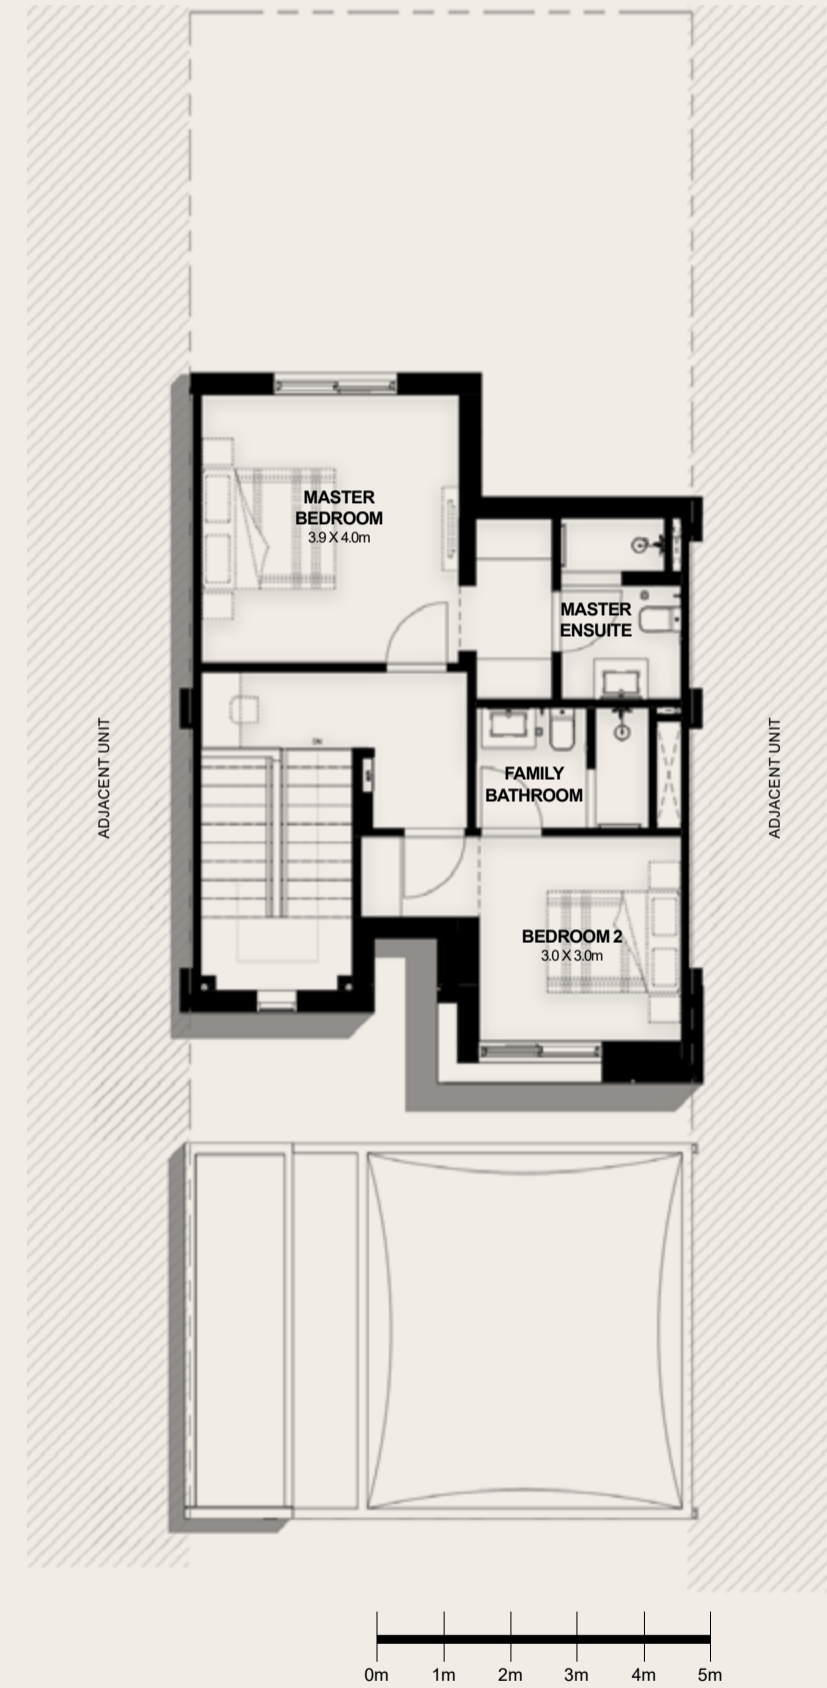 MASTER
BEDROOM
3.9 X 4.0m
MASTER
ENSUITE
DN
ADJACENT UNIT
ADJACENT UNIT
FAMILY
BATHROOM
BEDROOM 2
3.0 X 3.0m
0m 1m 2m 3m 4m 5m